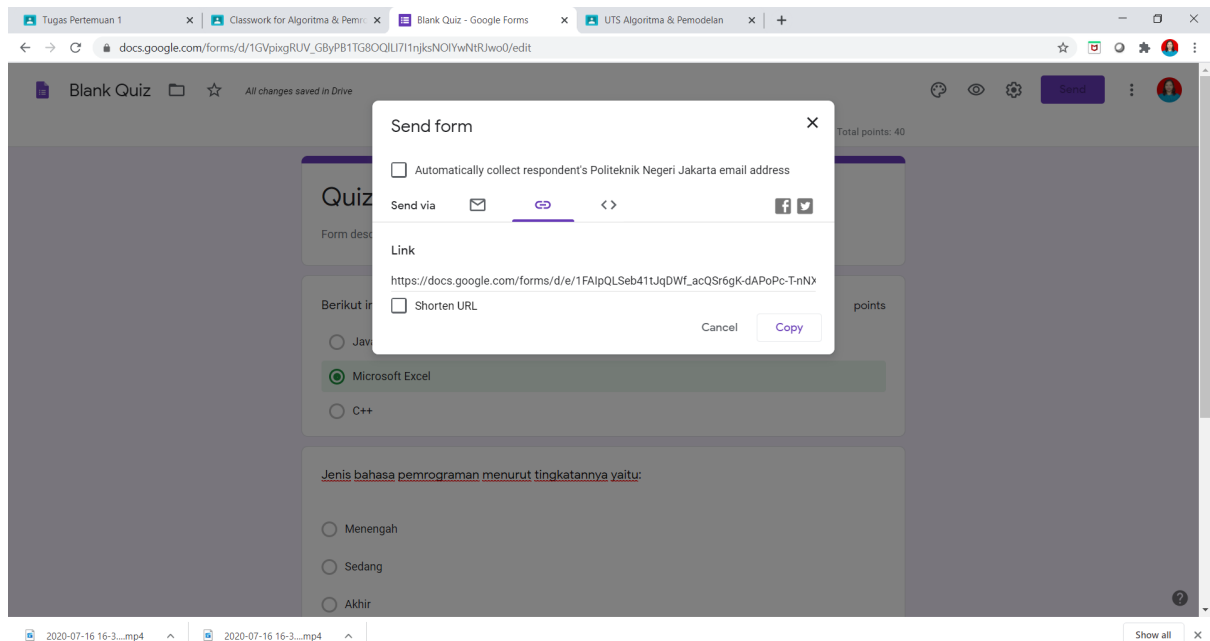 Tugas Pertemuan 1
Classwork for Algoritma & Pemro
Blank Quiz - Google Forms
UTS Algoritma & Pemodelan
docs.google.com/forms/d/1GVpixgRUV_GByPB1TG8OQlLI7I1njksNOIYwNtRJwo0/edit
Blank Quiz
All changes saved in Drive
Send
Total points: 40
Send form
Automatically collect respondent's Politeknik Negeri Jakarta email address
Quiz
Send via
Form desc
Link
https://docs.google.com/forms/d/e/1FAIpQLSeb41tJqDWf_acQSr6gK-dAPoPc-T-nNX
Berikut in
Shorten URL
points
Cancel
Copy
Java
Microsoft Excel
C++
Jenis bahasa pemrograman menurut tingkatannya yaitu:
Menengah
Sedang
Akhir
2020-07-16 16-3....mp4
2020-07-16 16-3....mp4
Show all